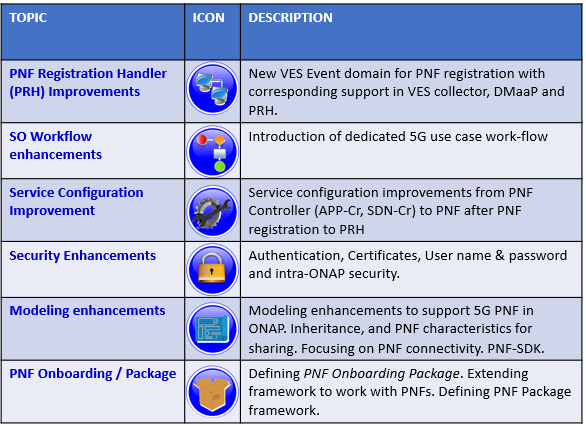 TOPIC
ICON
DESCRIPTION
PNF Registration Handler
(PRH) Improvements
New VES Event domain for PNF registration with
corresponding support in VES collector, DMaaP and
PRH.
SO Workflow
enhancements
Introduction of dedicated 5G use case work-flow
Service Configuration
Improvement
Service configuration improvements from PNF
Controller (APP-Cr, SDN-Cr) to PNF after PNF
registration to PRH
Security Enhancements
Authentication, Certificates, User name & password
and intra-ONAP security.
Modeling enhancements
Modeling enhancements to support 5G PNF in
ONAP. Inheritance, and PNF characteristics for
sharing. Focusing on PNF connectivity. PNF-SDK.
PNF Onboarding / Package
Defining PNF Onboarding Package. Extending
framework to work with PNFs. Defining PNF Package
framework.